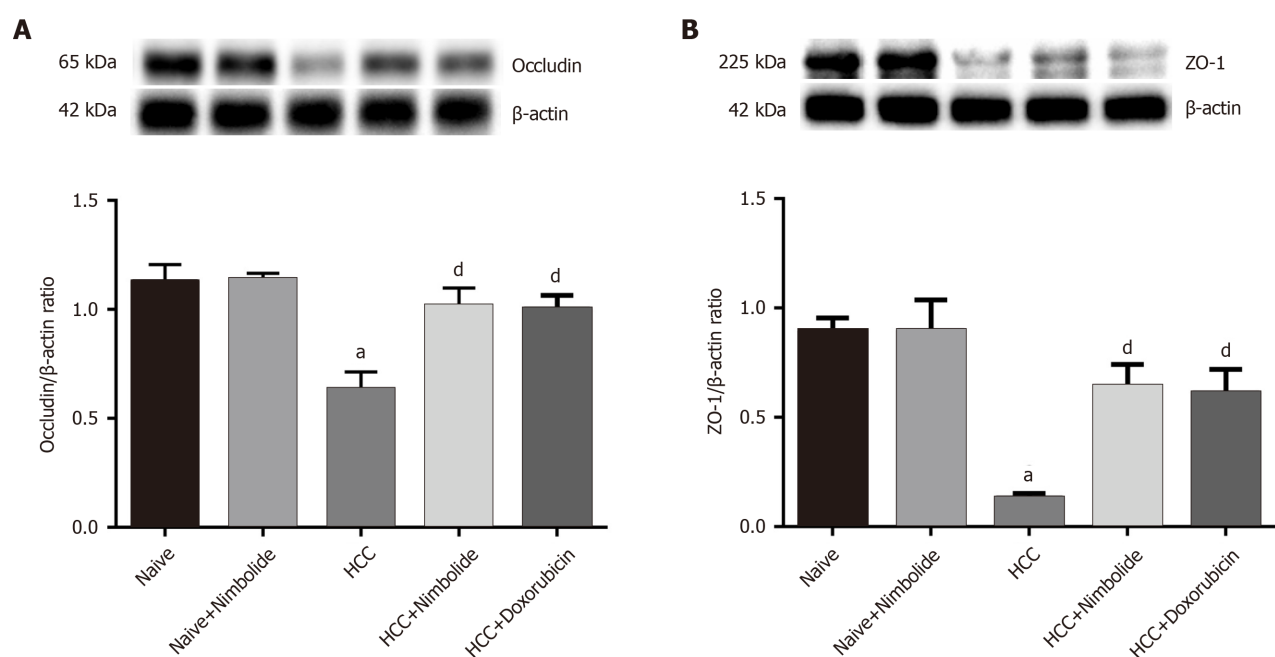 A
65 kDa
Occludin
42 kDa
β-actin
1.5
1.0
0.5
0.0
Occludin/β-actin ratio
a
d
d
Naive
Naive+Nimbolide
HCC
HCC+Nimbolide
HCC+Doxorubicin
B
225 kDa
ZO-1
42 kDa
β-actin
1.5
1.0
0.5
0.0
ZO-1/β-actin ratio
a
d
d
Naive
Naive+Nimbolide
HCC
HCC+Nimbolide
HCC+Doxorubicin